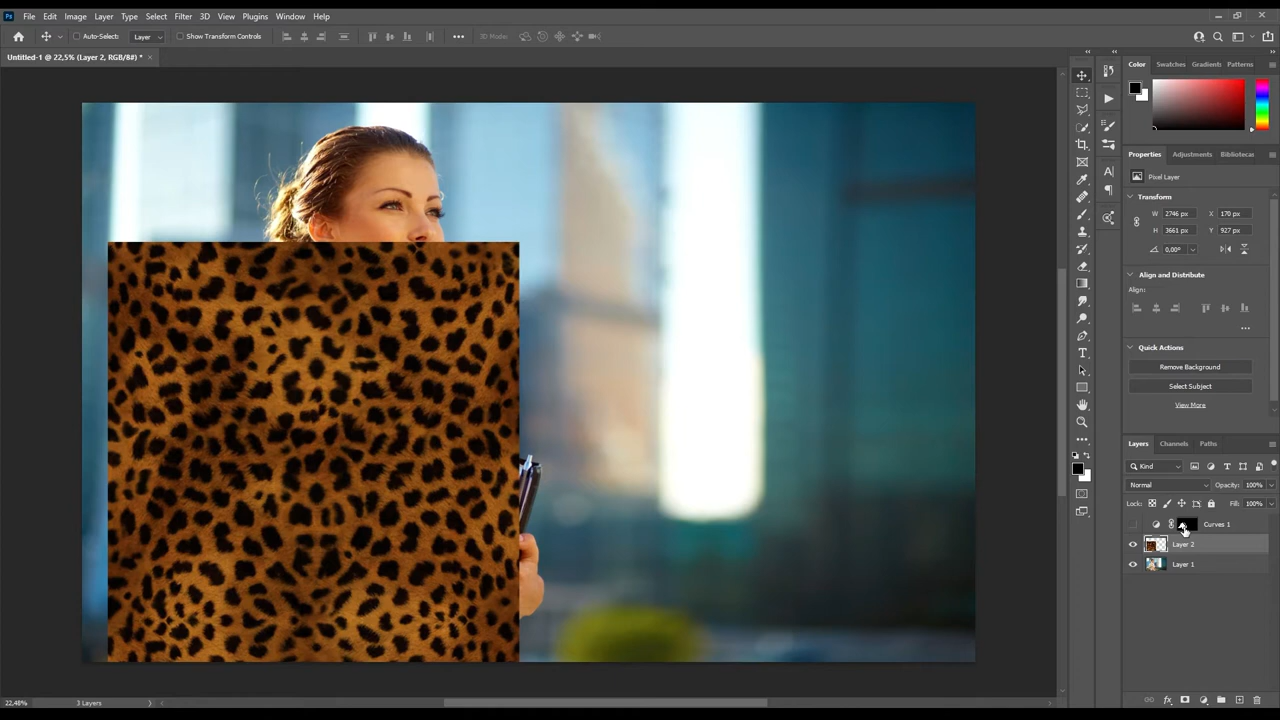 Ps File Edit Image Layer Type Select Filter 3D View Plugins Window Help
Auto-Select: Layer Show Transform Controls 3D Mode:
Untitled-1 @ 22,5% (Layer 2, RGB/8#) * ×
Color Swatches Gradients Patterns
Properties Adjustments Bibliotecas
Pixel Layer
Transform
W 2746 px X 170 px
H 3661 px Y 927 px
0,00°
Align and Distribute
Align:
Quick Actions
Remove Background
Select Subject
View More
Layers Channels Paths
Kind
Normal Opacity: 100%
Lock: Fill: 100%
Curves 1
Layer 2
Layer 1
22,48% 3 Layers